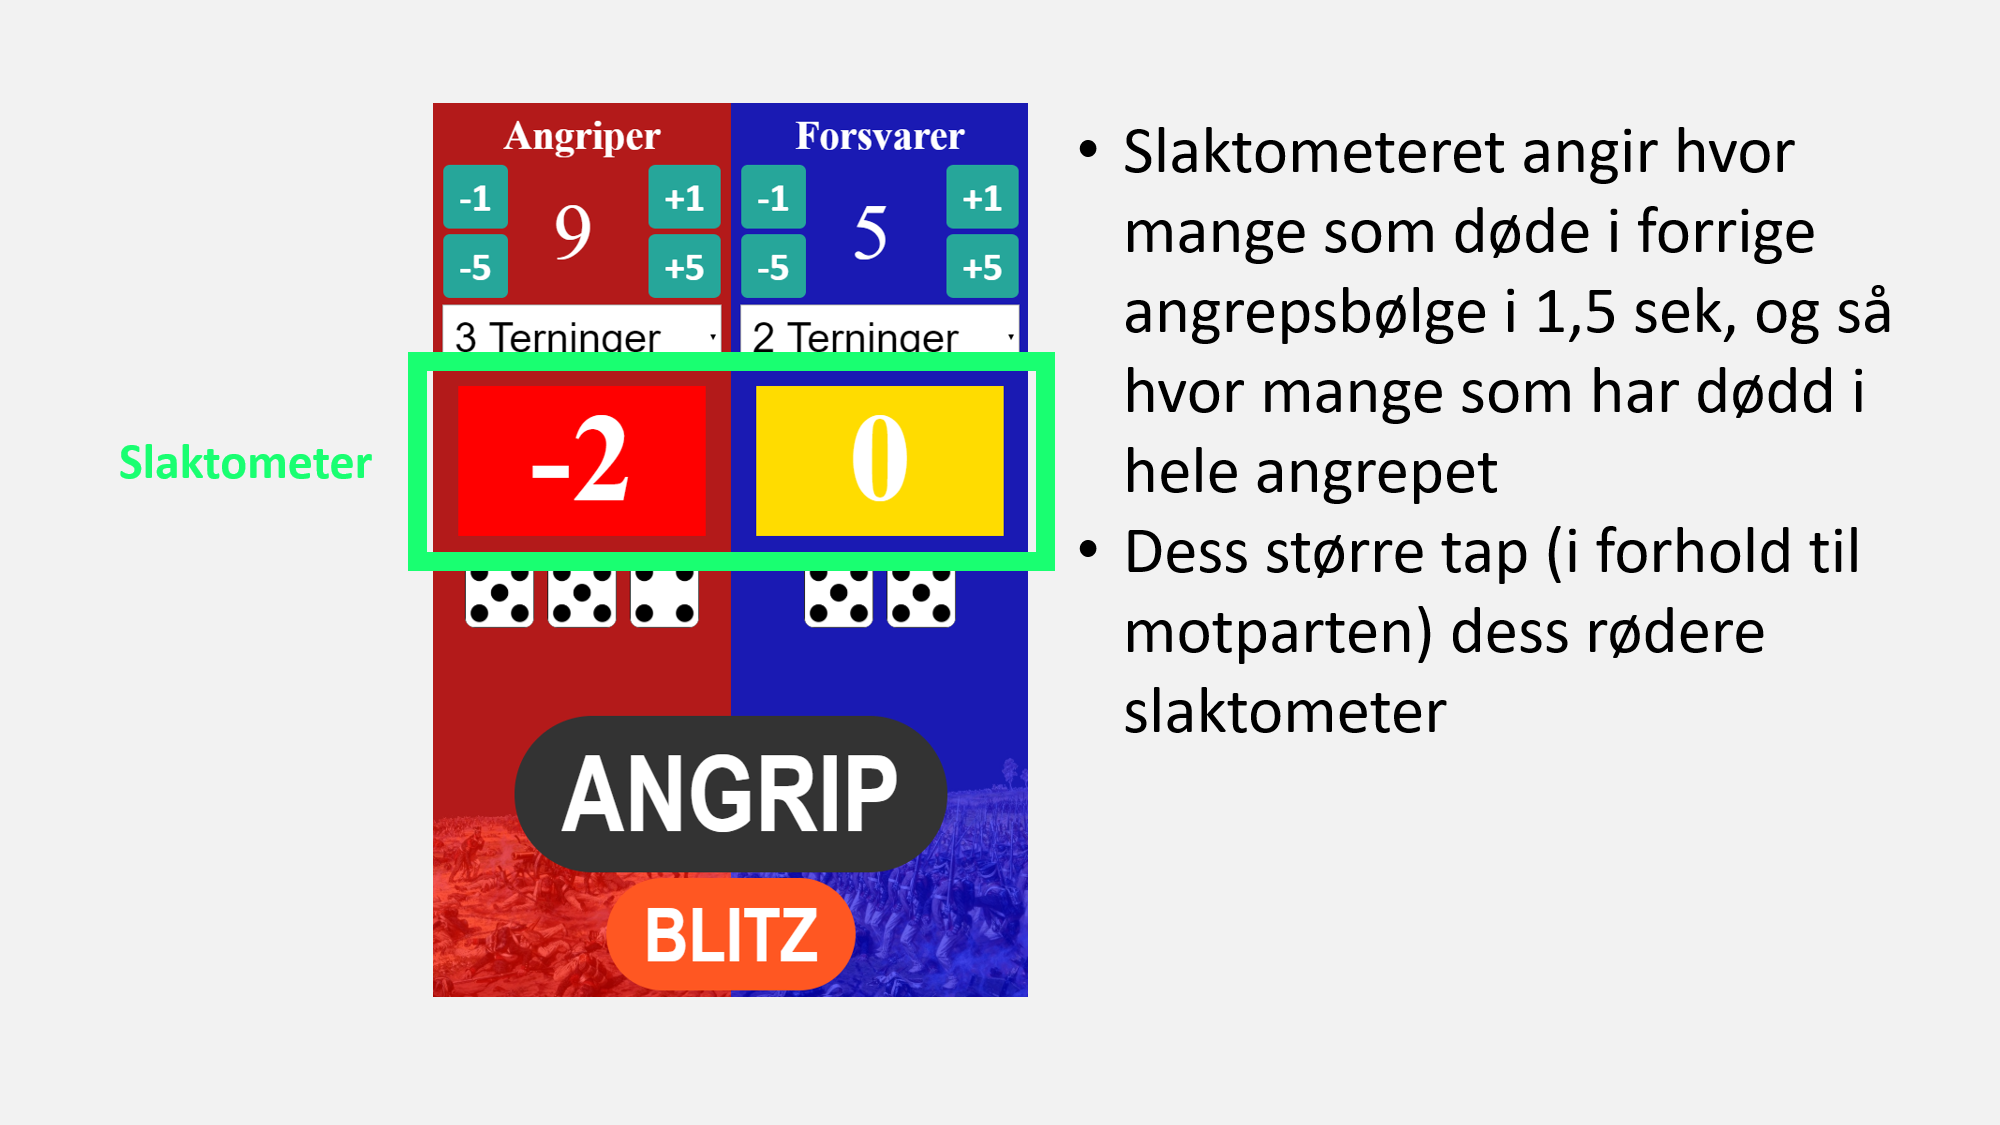 Angriper
Forsvarer
-1
9
+1
-5
+5
-1
5
+1
-5
+5
3 Terninger
2 Terninger
Slaktometer
-2
0
ANGRIP
BLITZ
• Slaktometeret angir hvor
mange som døde i forrige
angrepsbølge i 1,5 sek, og så
hvor mange som har dødd i
hele angrepet
• Dess større tap (i forhold til
motparten) dess rødere
slaktometer